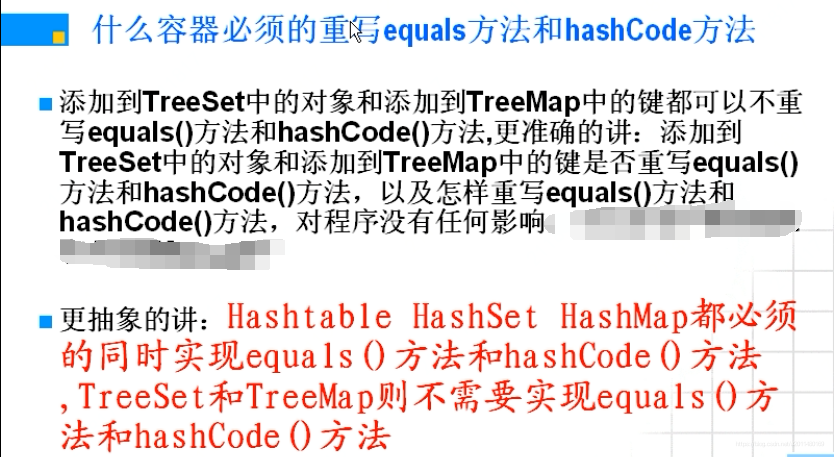 什么容器必须的重写equals方法和hashCode方法
添加到TreeSet中的对象和添加到TreeMap中的键都可以不重
写equals()方法和hashCode()方法,更准确的讲：添加到
TreeSet中的对象和添加到TreeMap中的键是否重写equals()
方法和hashCode()方法，以及怎样重写equals()方法和
hashCode()方法，对程序没有任何影响。
更抽象的讲：Hashtable HashSet HashMap都必须
的同时实现equals()方法和hashCode()方法
,TreeSet和TreeMap则不需要实现equals()方
法和hashCode()方法